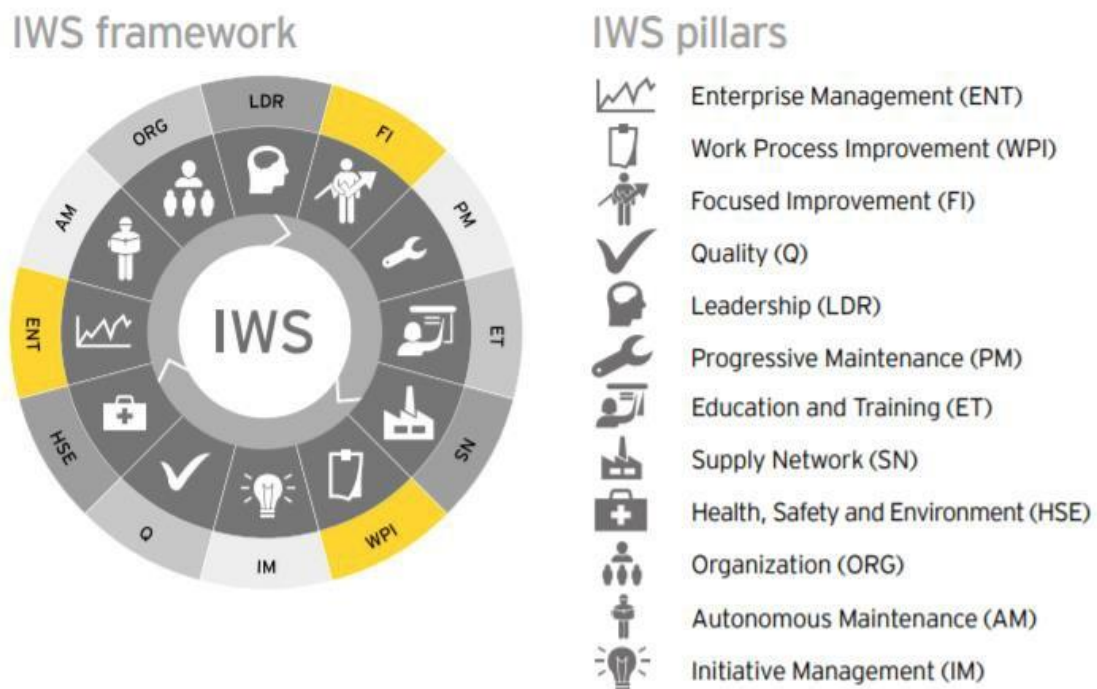 IWS framework
LDR
FI
PM
ET
SN
WPI
IM
Q
HSE
ENT
AM
ORG
IWS
IWS pillars
Enterprise Management (ENT)
Work Process Improvement (WPI)
Focused Improvement (FI)
Quality (Q)
Leadership (LDR)
Progressive Maintenance (PM)
Education and Training (ET)
Supply Network (SN)
Health, Safety and Environment (HSE)
Organization (ORG)
Autonomous Maintenance (AM)
Initiative Management (IM)